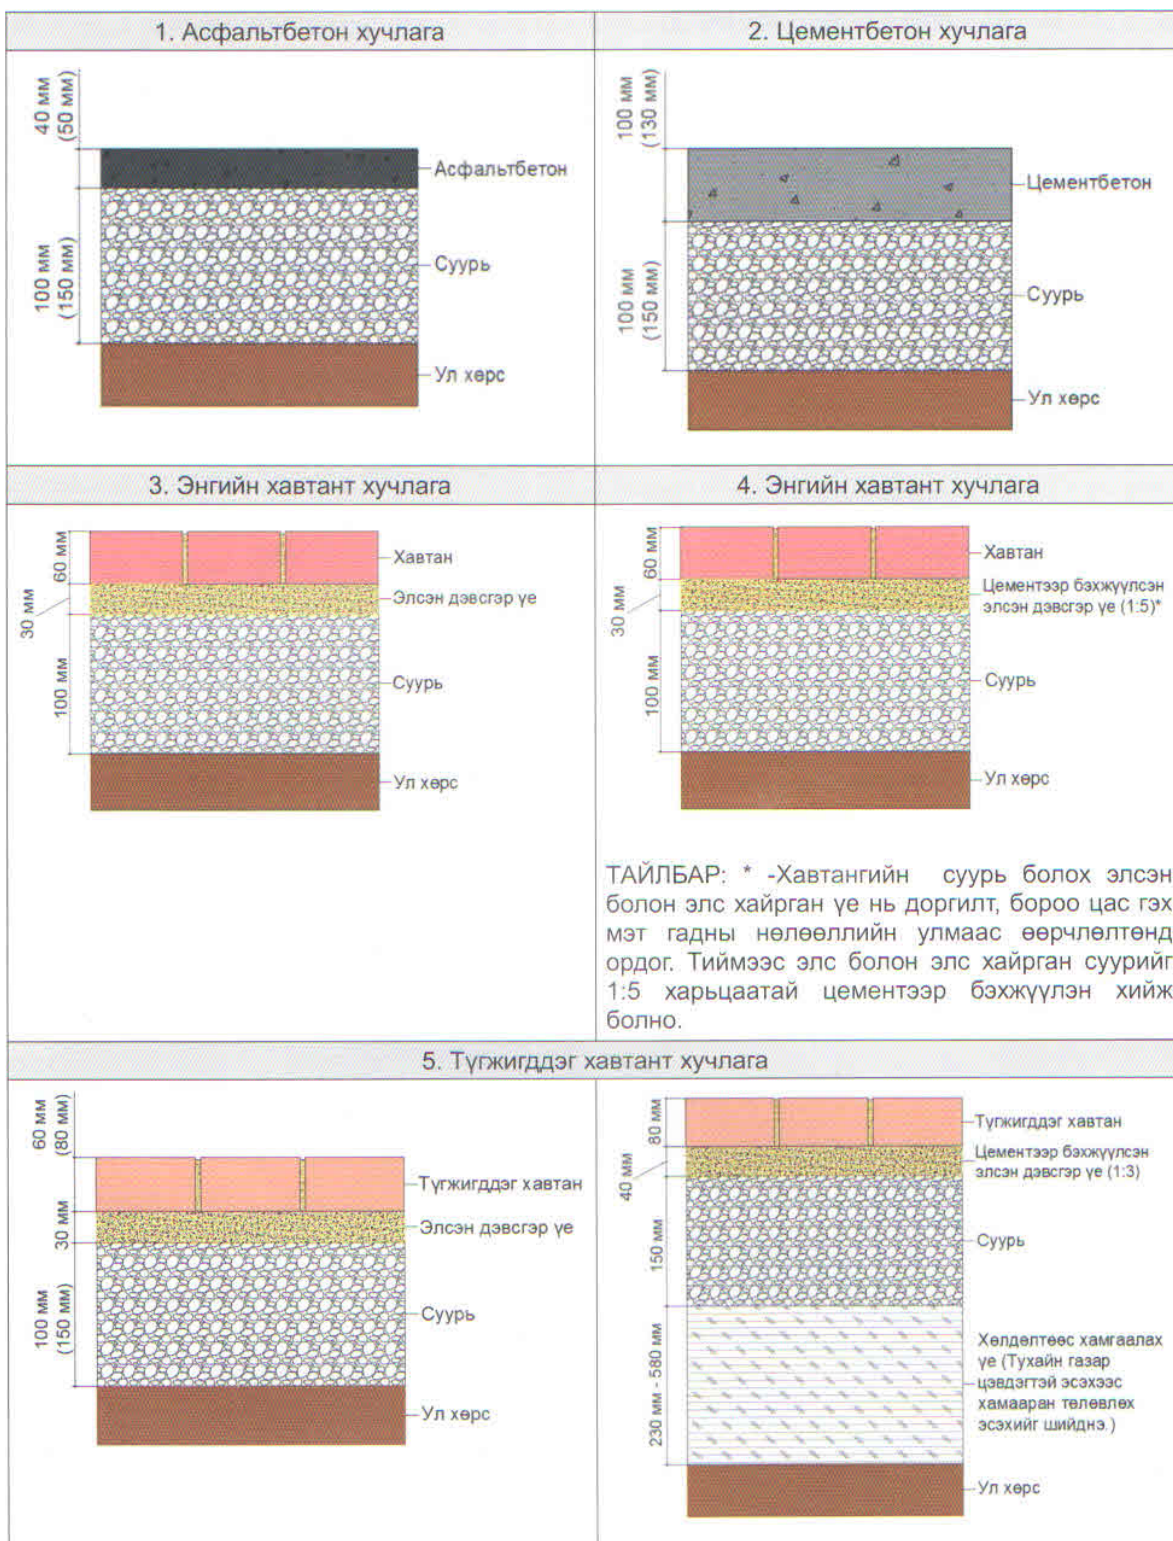 1. Асфальтбетон хучлага
40 мм
(50 мм)
100 мм
(150 мм)
Асфальтбетон
Суурь
Ул хөрс
2. Цементбетон хучлага
100 мм
(130 мм)
100 мм
(150 мм)
Цементбетон
Суурь
Ул хөрс
3. Энгийн хавтант хучлага
60 мм
30 мм
100 мм
Хавтан
Элсэн дэвсгэр үе
Суурь
Ул хөрс
4. Энгийн хавтант хучлага
60 мм
30 мм
100 мм
Хавтан
Цементээр бэхжүүлсэн
элсэн дэвсгэр үе (1:5)*
Суурь
Ул хөрс
ТАЙЛБАР: * -Хавтангийн суурь болох элсэн
болон элс хайрган үе нь доргилт, бороо цас гэх
мэт гадны нөлөөллийн улмаас өөрчлөлтөнд
ордог. Тиймээс элс болон элс хайрган суурийг
1:5 харьцаатай цементээр бэхжүүлэн хийж
болно.
5. Түгжигддэг хавтант хучлага
60 мм
(80 мм)
30 мм
100 мм
(150 мм)
Түгжигддэг хавтан
Элсэн дэвсгэр үе
Суурь
Ул хөрс
80 мм
40 мм
150 мм
230 мм - 580 мм
Түгжигддэг хавтан
Цементээр бэхжүүлсэн
элсэн дэвсгэр үе (1:3)
Суурь
Хөлдөлтөөс хамгаалах
үе (Тухайн газар
цэвдэгтэй эсэхээс
хамааран төлөвлөх
эсэхийг шийднэ.)
Ул хөрс